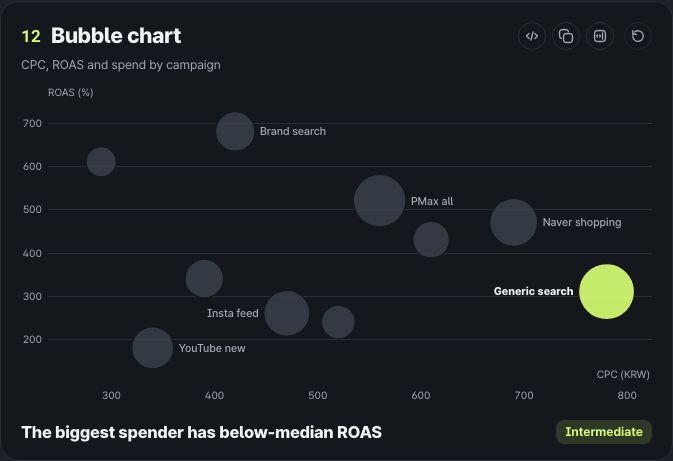 12 Bubble chart
CPC, ROAS and spend by campaign
ROAS (%)
700
Brand search
600
500
PMax all
Naver shopping
400
300
Generic search
Insta feed
200
YouTube new
CPC (KRW)
300 400 500 600 700 800
The biggest spender has below-median ROAS
Intermediate